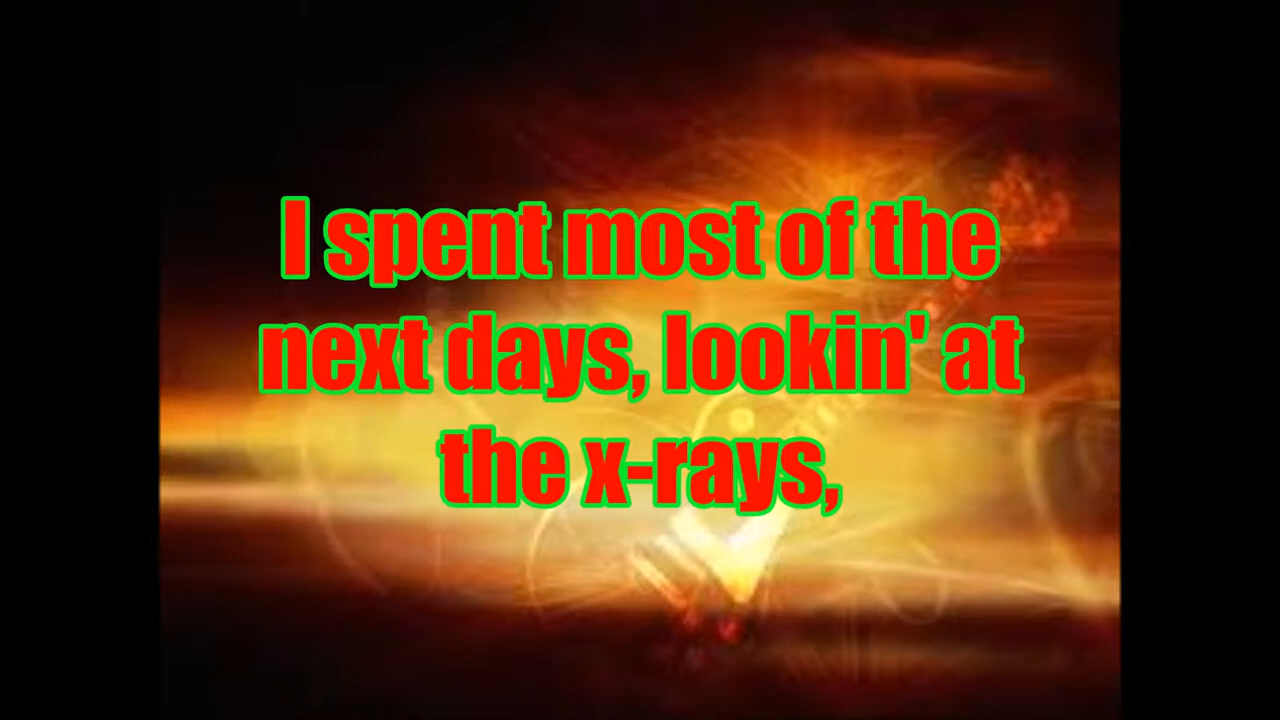 I spent most of the
next days, lookin' at
the x-rays,